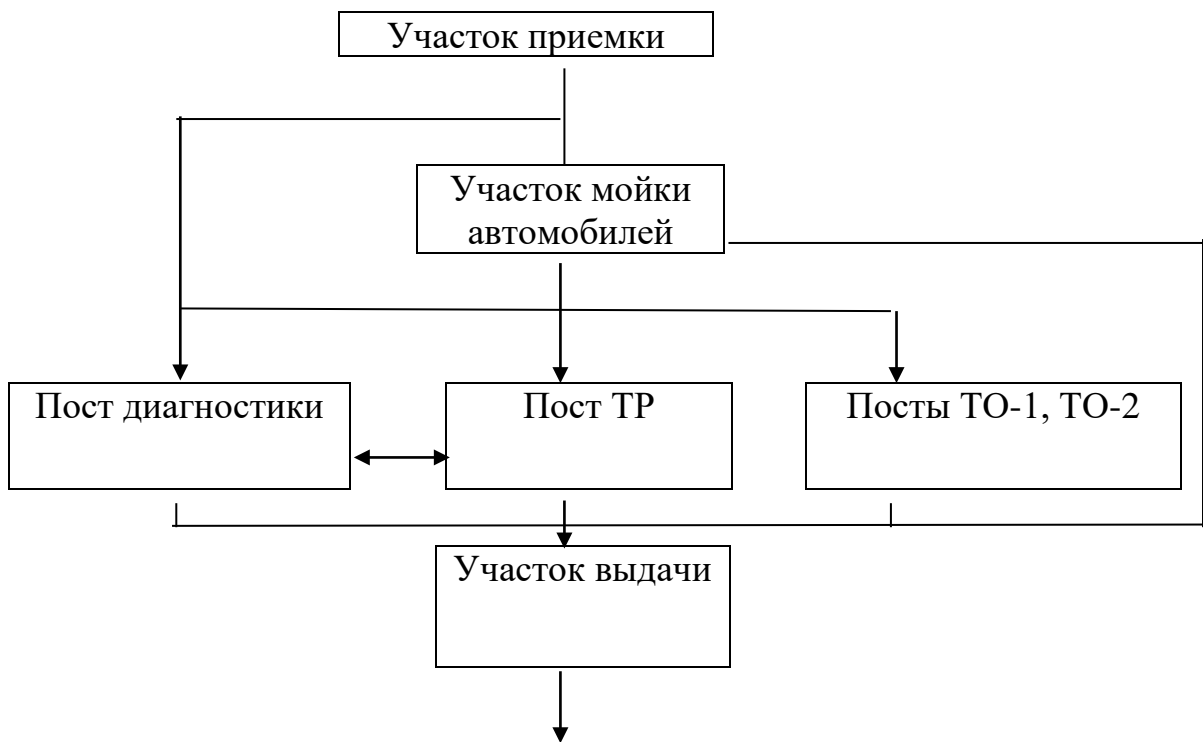 Участок приемки
Участок мойки
автомобилей
Пост диагностики
Пост ТР
Посты ТО-1, ТО-2
Участок выдачи